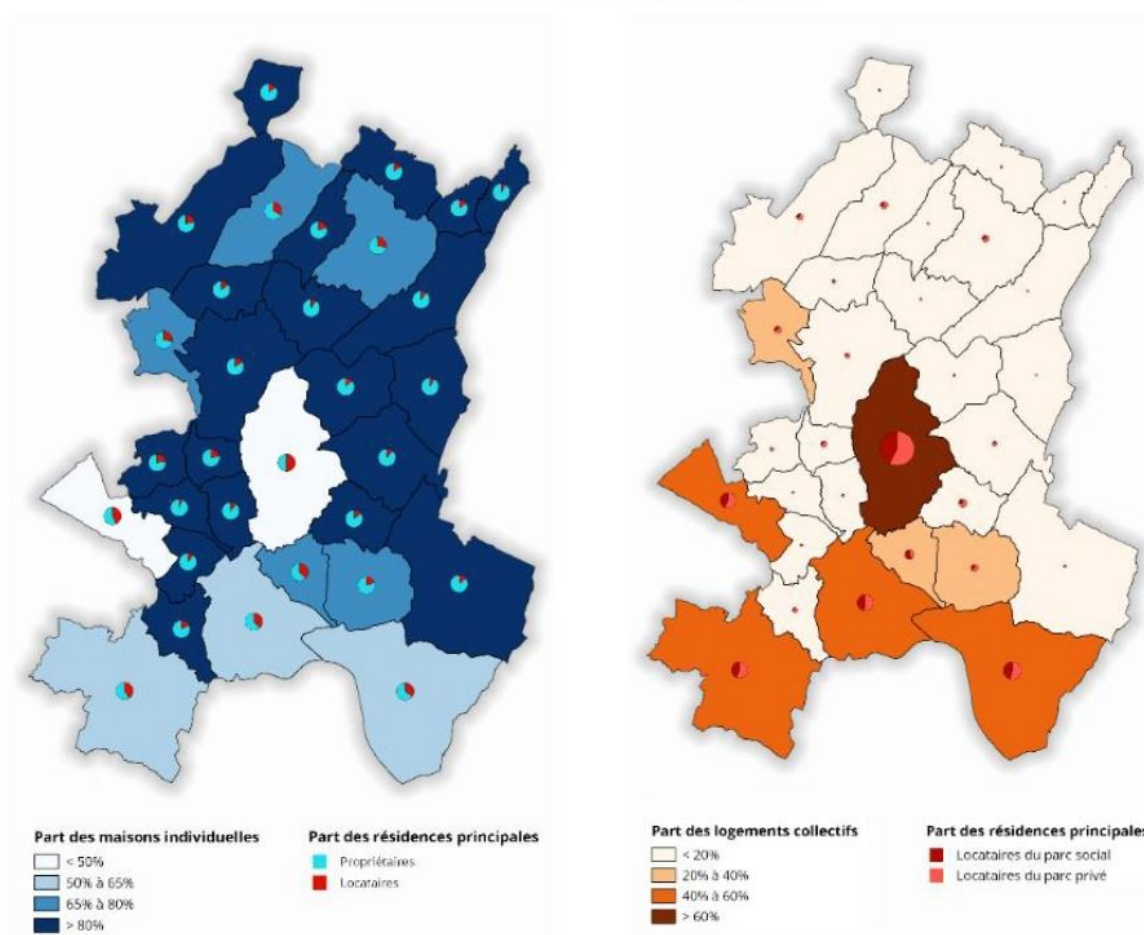 Part des maisons individuelles
< 50%
50% à 65%
65% à 80%
> 80%
Part des résidences principales
Propriétaires
Locataires
Part des logements collectifs
< 20%
20% à 40%
40% à 60%
> 60%
Part des résidences principales
Locataires du parc social
Locataires du parc privé